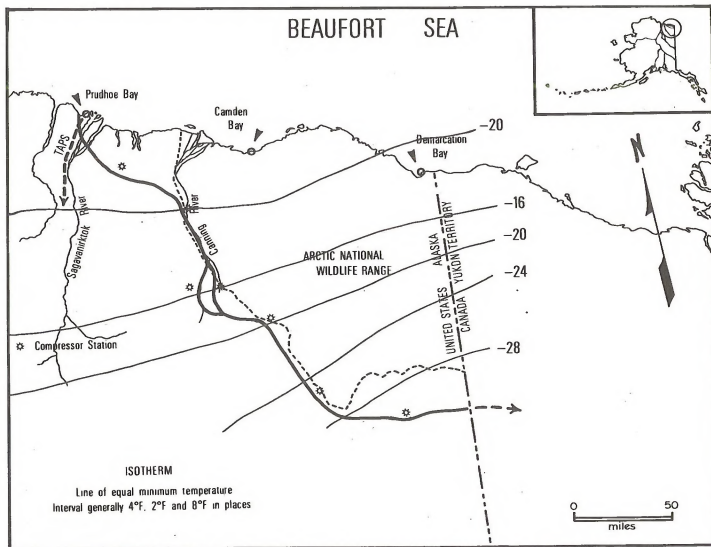 BEAUFORT SEA
Prudhoe Bay
Camden
Bay
Demarcation
Bay
-20
TAPS
N
-16
River
Sagavanirktok
River
Canning
ARCTIC NATIONAL
WILDLIFE RANGE
ALASKA
YUKON TERRITORY
-20
-24
UNITED STATES
CANADA
Compressor Station
-28
ISOTHERM
Line of equal minimum temperature
Interval generally 4°F. 2°F and 8°F in places
0 50
miles